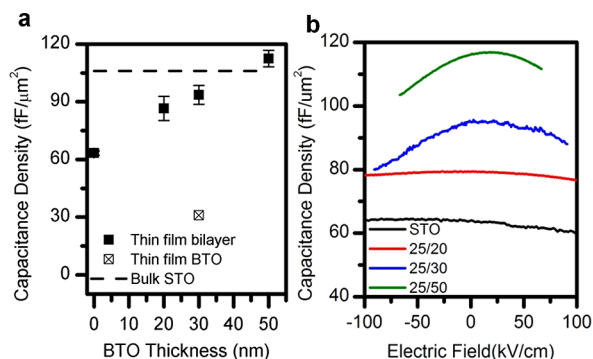 a
Capacitance Density (fF/μm²)
120
90
60
30
0
Thin film bilayer
Thin film BTO
Bulk STO
0 10 20 30 40 50
BTO Thickness (nm)
b
Capacitance Density (fF/um²)
120
100
80
60
40
STO
25/20
25/30
25/50
-100 -50 0 50 100
Electric Field(kV/cm)